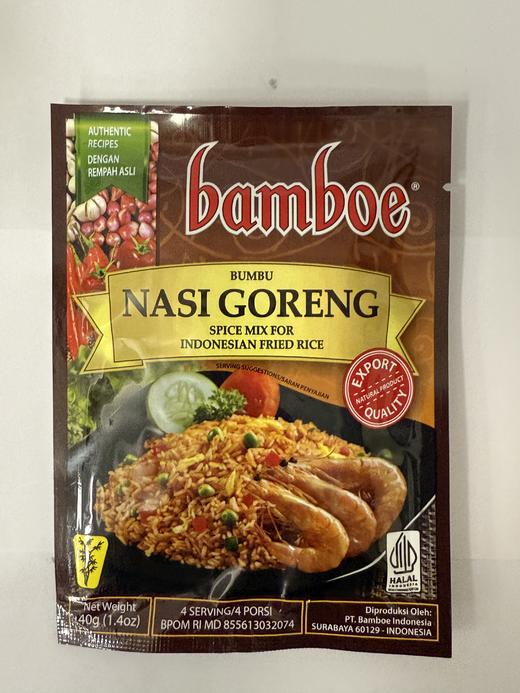 AUTHENTIC
RECIPES
DENGAN
REMPAH ASLI
bamboe®
BUMBU
NASI GORENG
SPICE MIX FOR
INDONESIAN FRIED RICE
SERVING SUGGESTIONS/SARAN PENYAJIAN
EXPORT
NATURAL PRODUCT
QUALITY
HALAL
INDONESIA
Net Weight
40g (1.4oz)
4 SERVING/4 PORSI
BPOM RI MD 855613032074
Diproduksi Oleh:
PT. Bamboe Indonesia
SURABAYA 60129 - INDONESIA